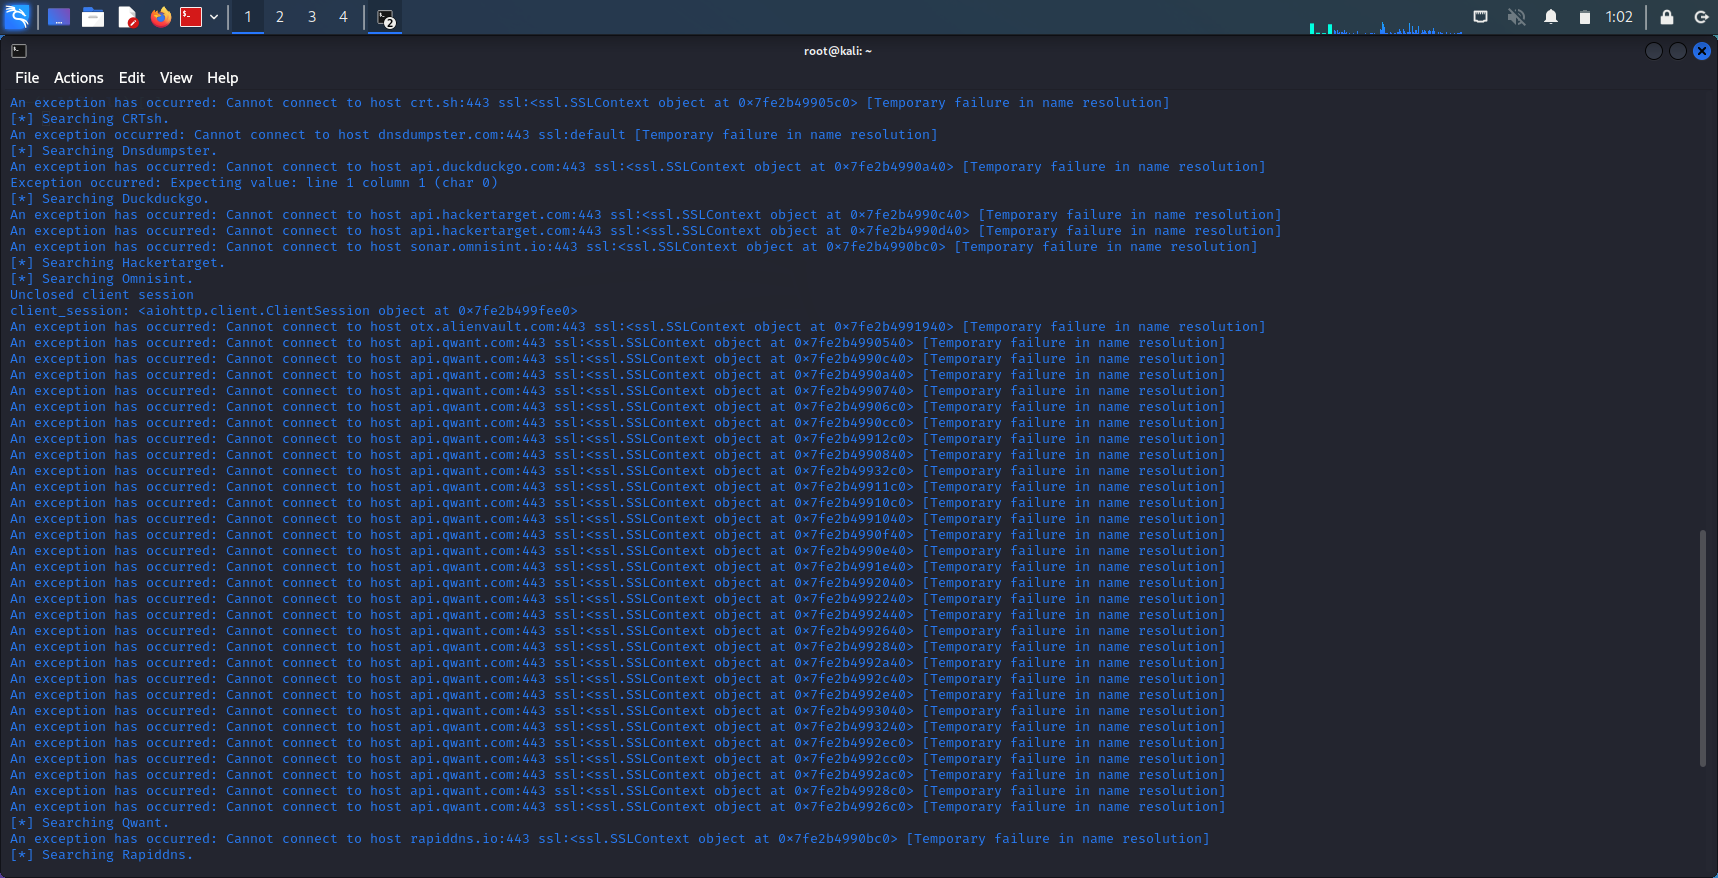 1 2 3 4 2 1:02
root@kali: ~
File Actions Edit View Help
An exception has occurred: Cannot connect to host crt.sh:443 ssl:<ssl.SSLContext object at 0×7fe2b49905c0> [Temporary failure in name resolution]
[*] Searching CRTsh.
An exception occurred: Cannot connect to host dnsdumpster.com:443 ssl:default [Temporary failure in name resolution]
[*] Searching Dnsdumpster.
An exception has occurred: Cannot connect to host api.duckduckgo.com:443 ssl:<ssl.SSLContext object at 0×7fe2b4990a40> [Temporary failure in name resolution]
Exception occurred: Expecting value: line 1 column 1 (char 0)
[*] Searching Duckduckgo.
An exception has occurred: Cannot connect to host api.hackertarget.com:443 ssl:<ssl.SSLContext object at 0×7fe2b4990c40> [Temporary failure in name resolution]
An exception has occurred: Cannot connect to host api.hackertarget.com:443 ssl:<ssl.SSLContext object at 0×7fe2b4990d40> [Temporary failure in name resolution]
An exception has occurred: Cannot connect to host sonar.omnisint.io:443 ssl:<ssl.SSLContext object at 0×7fe2b4990bc0> [Temporary failure in name resolution]
[*] Searching Hackertarget.
[*] Searching Omnisint.
Unclosed client session
client_session: <aiohttp.client.ClientSession object at 0×7fe2b499fee0>
An exception has occurred: Cannot connect to host otx.alienvault.com:443 ssl:<ssl.SSLContext object at 0×7fe2b4991940> [Temporary failure in name resolution]
An exception has occurred: Cannot connect to host api.qwant.com:443 ssl:<ssl.SSLContext object at 0×7fe2b4990540> [Temporary failure in name resolution]
An exception has occurred: Cannot connect to host api.qwant.com:443 ssl:<ssl.SSLContext object at 0×7fe2b4990c40> [Temporary failure in name resolution]
An exception has occurred: Cannot connect to host api.qwant.com:443 ssl:<ssl.SSLContext object at 0×7fe2b4990a40> [Temporary failure in name resolution]
An exception has occurred: Cannot connect to host api.qwant.com:443 ssl:<ssl.SSLContext object at 0×7fe2b4990740> [Temporary failure in name resolution]
An exception has occurred: Cannot connect to host api.qwant.com:443 ssl:<ssl.SSLContext object at 0×7fe2b49906c0> [Temporary failure in name resolution]
An exception has occurred: Cannot connect to host api.qwant.com:443 ssl:<ssl.SSLContext object at 0×7fe2b4990cc0> [Temporary failure in name resolution]
An exception has occurred: Cannot connect to host api.qwant.com:443 ssl:<ssl.SSLContext object at 0×7fe2b49912c0> [Temporary failure in name resolution]
An exception has occurred: Cannot connect to host api.qwant.com:443 ssl:<ssl.SSLContext object at 0×7fe2b4990840> [Temporary failure in name resolution]
An exception has occurred: Cannot connect to host api.qwant.com:443 ssl:<ssl.SSLContext object at 0×7fe2b49932c0> [Temporary failure in name resolution]
An exception has occurred: Cannot connect to host api.qwant.com:443 ssl:<ssl.SSLContext object at 0×7fe2b49911c0> [Temporary failure in name resolution]
An exception has occurred: Cannot connect to host api.qwant.com:443 ssl:<ssl.SSLContext object at 0×7fe2b49910c0> [Temporary failure in name resolution]
An exception has occurred: Cannot connect to host api.qwant.com:443 ssl:<ssl.SSLContext object at 0×7fe2b4991040> [Temporary failure in name resolution]
An exception has occurred: Cannot connect to host api.qwant.com:443 ssl:<ssl.SSLContext object at 0×7fe2b4990f40> [Temporary failure in name resolution]
An exception has occurred: Cannot connect to host api.qwant.com:443 ssl:<ssl.SSLContext object at 0×7fe2b4990e40> [Temporary failure in name resolution]
An exception has occurred: Cannot connect to host api.qwant.com:443 ssl:<ssl.SSLContext object at 0×7fe2b4991e40> [Temporary failure in name resolution]
An exception has occurred: Cannot connect to host api.qwant.com:443 ssl:<ssl.SSLContext object at 0×7fe2b4992040> [Temporary failure in name resolution]
An exception has occurred: Cannot connect to host api.qwant.com:443 ssl:<ssl.SSLContext object at 0×7fe2b4992240> [Temporary failure in name resolution]
An exception has occurred: Cannot connect to host api.qwant.com:443 ssl:<ssl.SSLContext object at 0×7fe2b4992440> [Temporary failure in name resolution]
An exception has occurred: Cannot connect to host api.qwant.com:443 ssl:<ssl.SSLContext object at 0×7fe2b4992640> [Temporary failure in name resolution]
An exception has occurred: Cannot connect to host api.qwant.com:443 ssl:<ssl.SSLContext object at 0×7fe2b4992840> [Temporary failure in name resolution]
An exception has occurred: Cannot connect to host api.qwant.com:443 ssl:<ssl.SSLContext object at 0×7fe2b4992a40> [Temporary failure in name resolution]
An exception has occurred: Cannot connect to host api.qwant.com:443 ssl:<ssl.SSLContext object at 0×7fe2b4992c40> [Temporary failure in name resolution]
An exception has occurred: Cannot connect to host api.qwant.com:443 ssl:<ssl.SSLContext object at 0×7fe2b4992e40> [Temporary failure in name resolution]
An exception has occurred: Cannot connect to host api.qwant.com:443 ssl:<ssl.SSLContext object at 0×7fe2b4993040> [Temporary failure in name resolution]
An exception has occurred: Cannot connect to host api.qwant.com:443 ssl:<ssl.SSLContext object at 0×7fe2b4993240> [Temporary failure in name resolution]
An exception has occurred: Cannot connect to host api.qwant.com:443 ssl:<ssl.SSLContext object at 0×7fe2b4992ec0> [Temporary failure in name resolution]
An exception has occurred: Cannot connect to host api.qwant.com:443 ssl:<ssl.SSLContext object at 0×7fe2b4992cc0> [Temporary failure in name resolution]
An exception has occurred: Cannot connect to host api.qwant.com:443 ssl:<ssl.SSLContext object at 0×7fe2b4992ac0> [Temporary failure in name resolution]
An exception has occurred: Cannot connect to host api.qwant.com:443 ssl:<ssl.SSLContext object at 0×7fe2b49928c0> [Temporary failure in name resolution]
An exception has occurred: Cannot connect to host api.qwant.com:443 ssl:<ssl.SSLContext object at 0×7fe2b49926c0> [Temporary failure in name resolution]
[*] Searching Qwant.
An exception has occurred: Cannot connect to host rapiddns.io:443 ssl:<ssl.SSLContext object at 0×7fe2b4990bc0> [Temporary failure in name resolution]
[*] Searching Rapiddns.